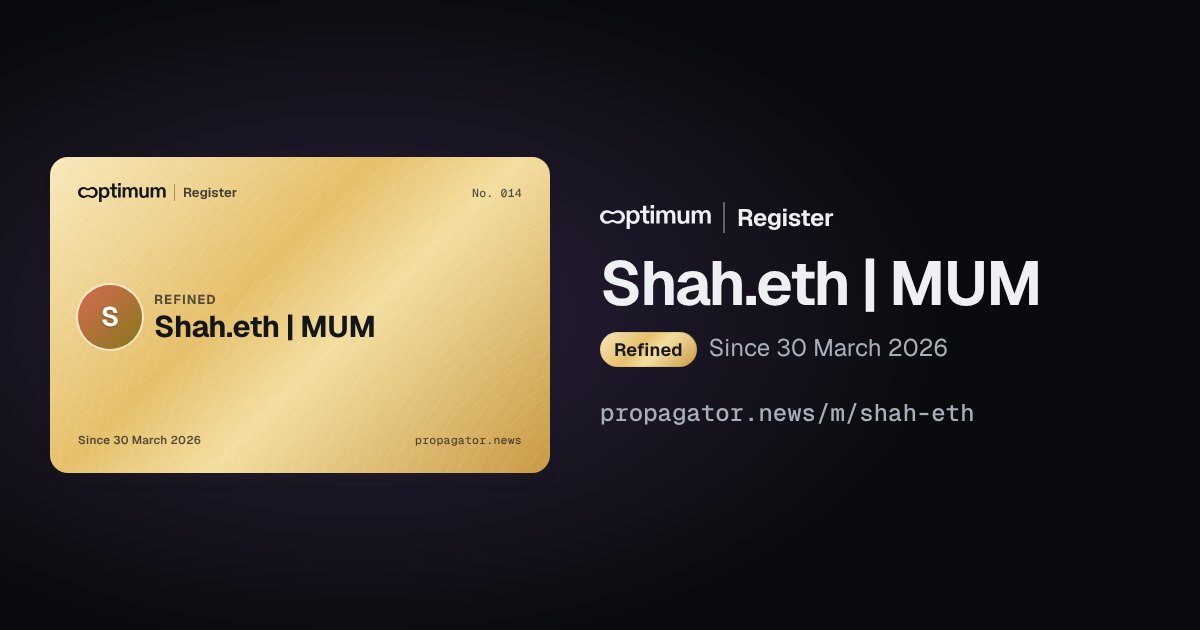 optimum | Register
No. 014
S
REFINED
Shah.eth | MUM
Since 30 March 2026
propagator.news
optimum | Register
Shah.eth | MUM
Refined
Since 30 March 2026
propagator.news/m/shah-eth